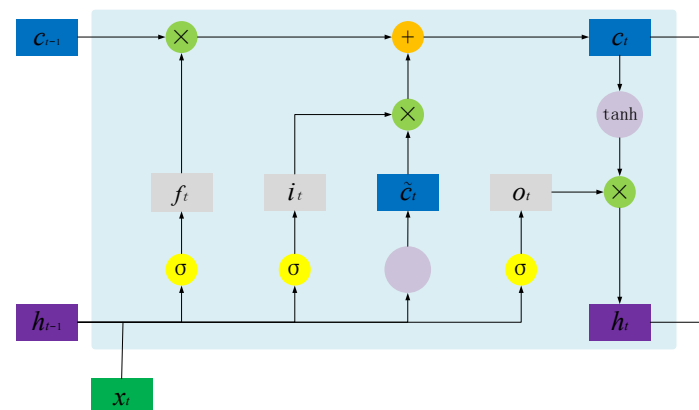 c_{t-1} × + c_t
× tanh
f_t i_t c̃_t o_t ×
σ σ σ
h_{t-1} h_t
x_t